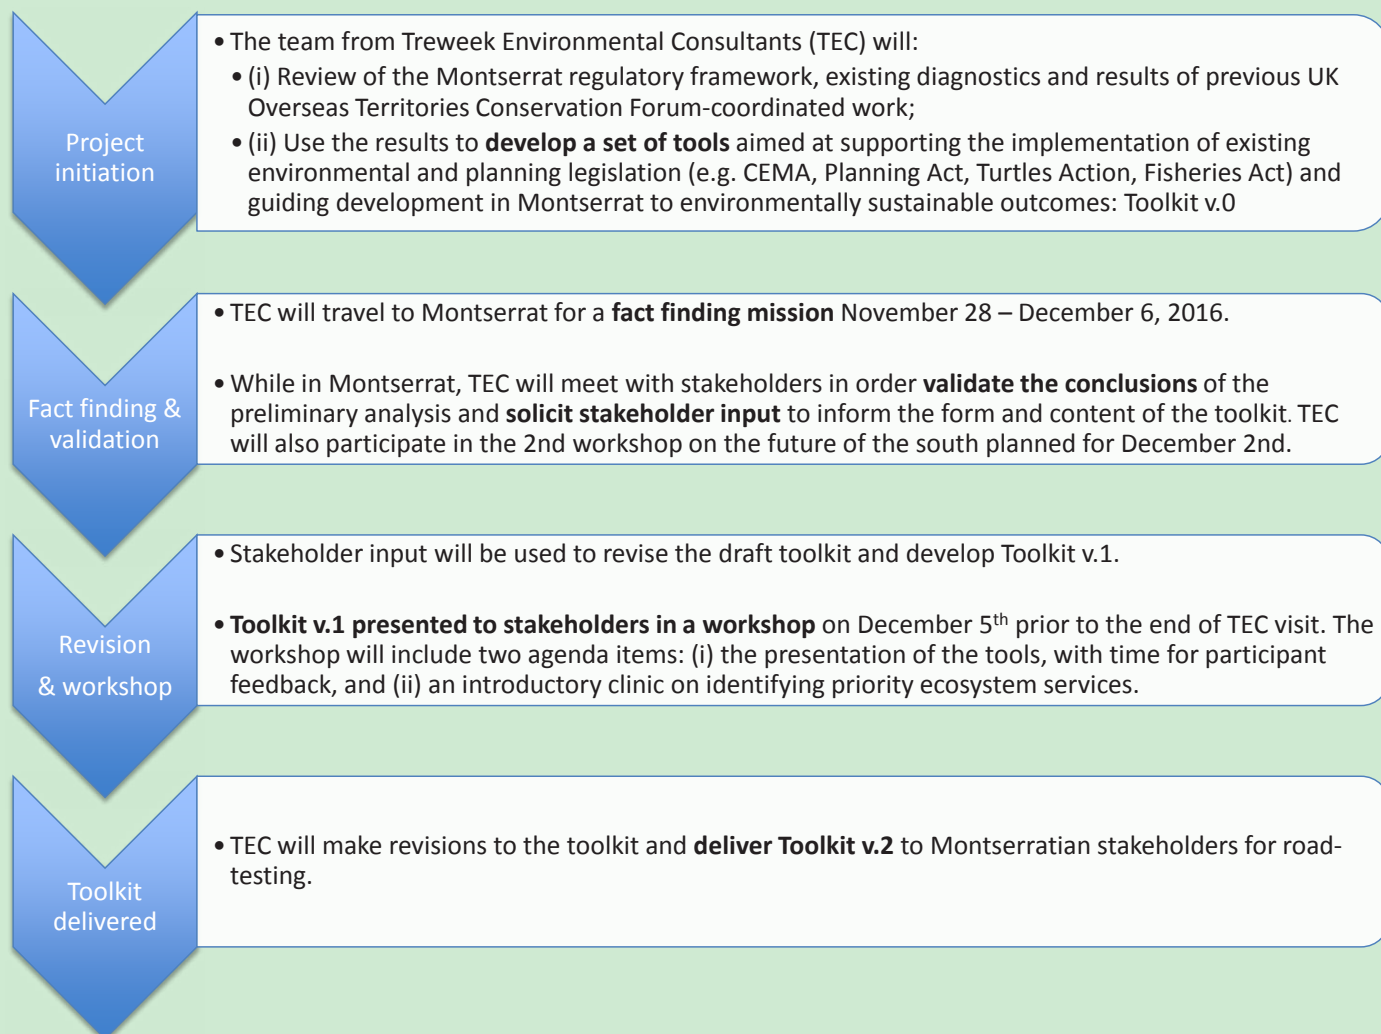 Project
initiation
• The team from Treweek Environmental Consultants (TEC) will:
• (i) Review of the Montserrat regulatory framework, existing diagnostics and results of previous UK
Overseas Territories Conservation Forum-coordinated work;
• (ii) Use the results to develop a set of tools aimed at supporting the implementation of existing
environmental and planning legislation (e.g. CEMA, Planning Act, Turtles Action, Fisheries Act) and
guiding development in Montserrat to environmentally sustainable outcomes: Toolkit v.0
Fact finding &
validation
• TEC will travel to Montserrat for a fact finding mission November 28 – December 6, 2016.
• While in Montserrat, TEC will meet with stakeholders in order validate the conclusions of the
preliminary analysis and solicit stakeholder input to inform the form and content of the toolkit. TEC
will also participate in the 2nd workshop on the future of the south planned for December 2nd.
Revision
& workshop
• Stakeholder input will be used to revise the draft toolkit and develop Toolkit v.1.
• Toolkit v.1 presented to stakeholders in a workshop on December 5th prior to the end of TEC visit. The
workshop will include two agenda items: (i) the presentation of the tools, with time for participant
feedback, and (ii) an introductory clinic on identifying priority ecosystem services.
Toolkit
delivered
• TEC will make revisions to the toolkit and deliver Toolkit v.2 to Montserratian stakeholders for road-
testing.